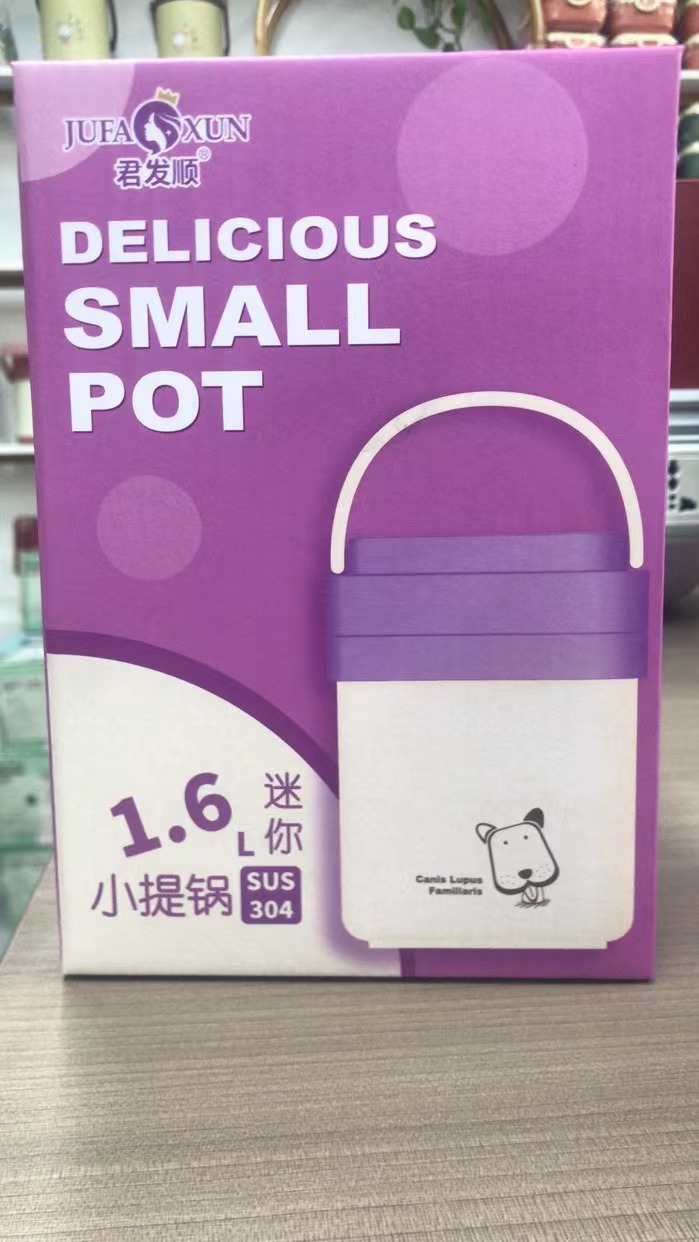 JUFA XUN
君发顺®
DELICIOUS
SMALL
POT
1.6L迷你
小提锅 SUS 304
Canis Lupus
Familiaris